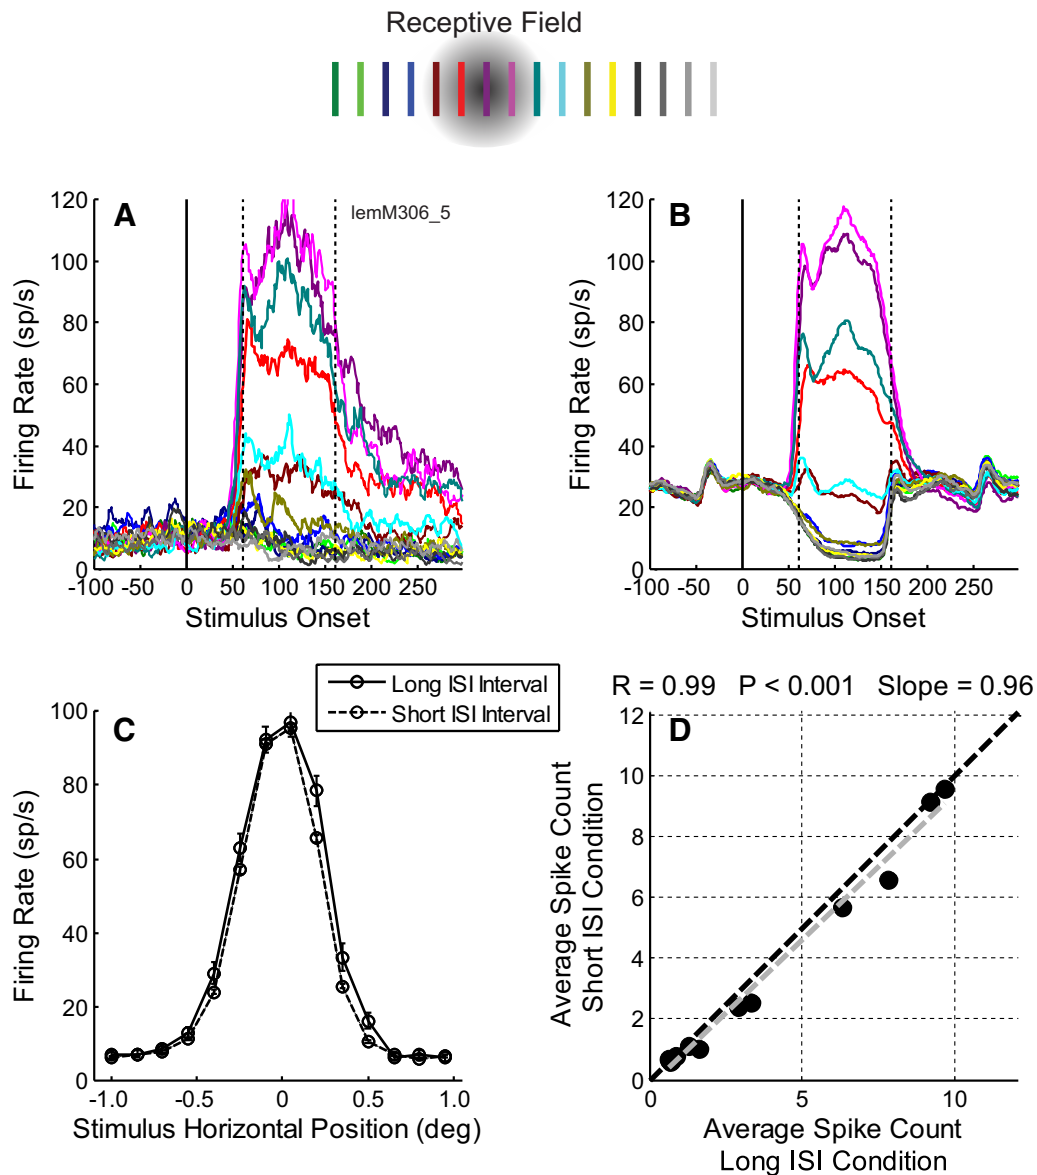 Receptive Field
A
lemM306_5
Firing Rate (sp/s)
120
100
80
60
40
20
0
-100 -50 0 50 100 150 200 250
Stimulus Onset
B
Firing Rate (sp/s)
120
100
80
60
40
20
0
-100 -50 0 50 100 150 200 250
Stimulus Onset
C
Long ISI Interval
Short ISI Interval
Firing Rate (sp/s)
100
80
60
40
20
0
-1.0 -0.5 0 0.5 1.0
Stimulus Horizontal Position (deg)
R = 0.99 P < 0.001 Slope = 0.96
D
Average Spike Count
Short ISI Condition
12
10
8
6
4
2
0
0 5 10
Average Spike Count
Long ISI Condition